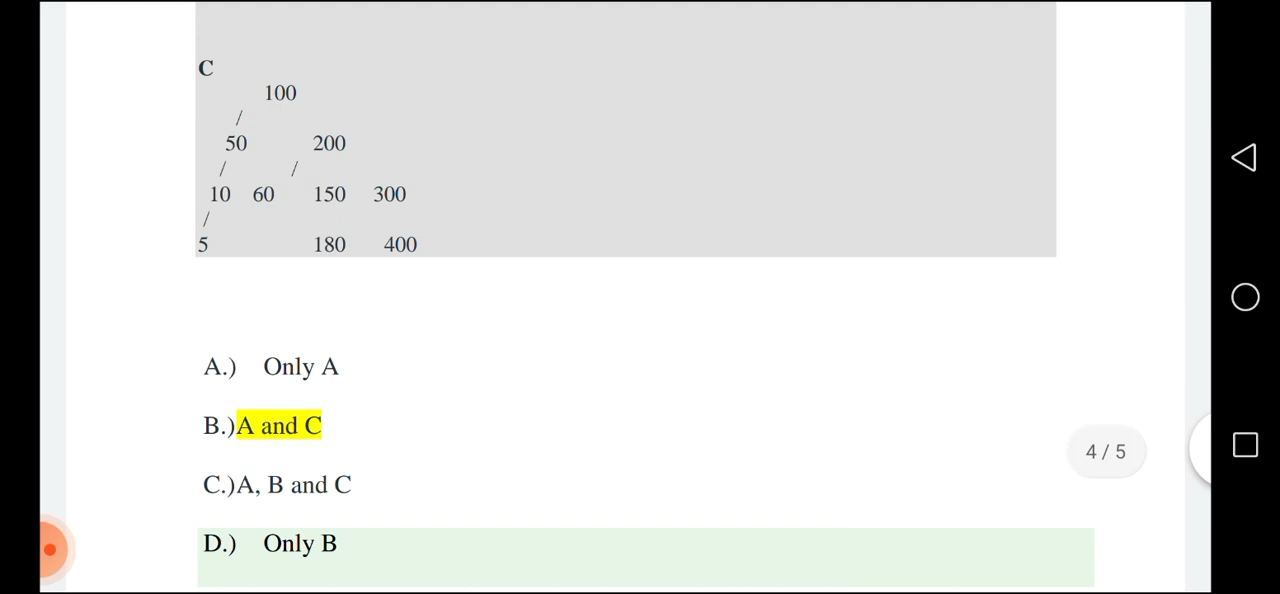 C
100
/
50 200
/ /
10 60 150 300
/
5 180 400
A.) Only A
B.)A and C
C.)A, B and C
D.) Only B
4 / 5